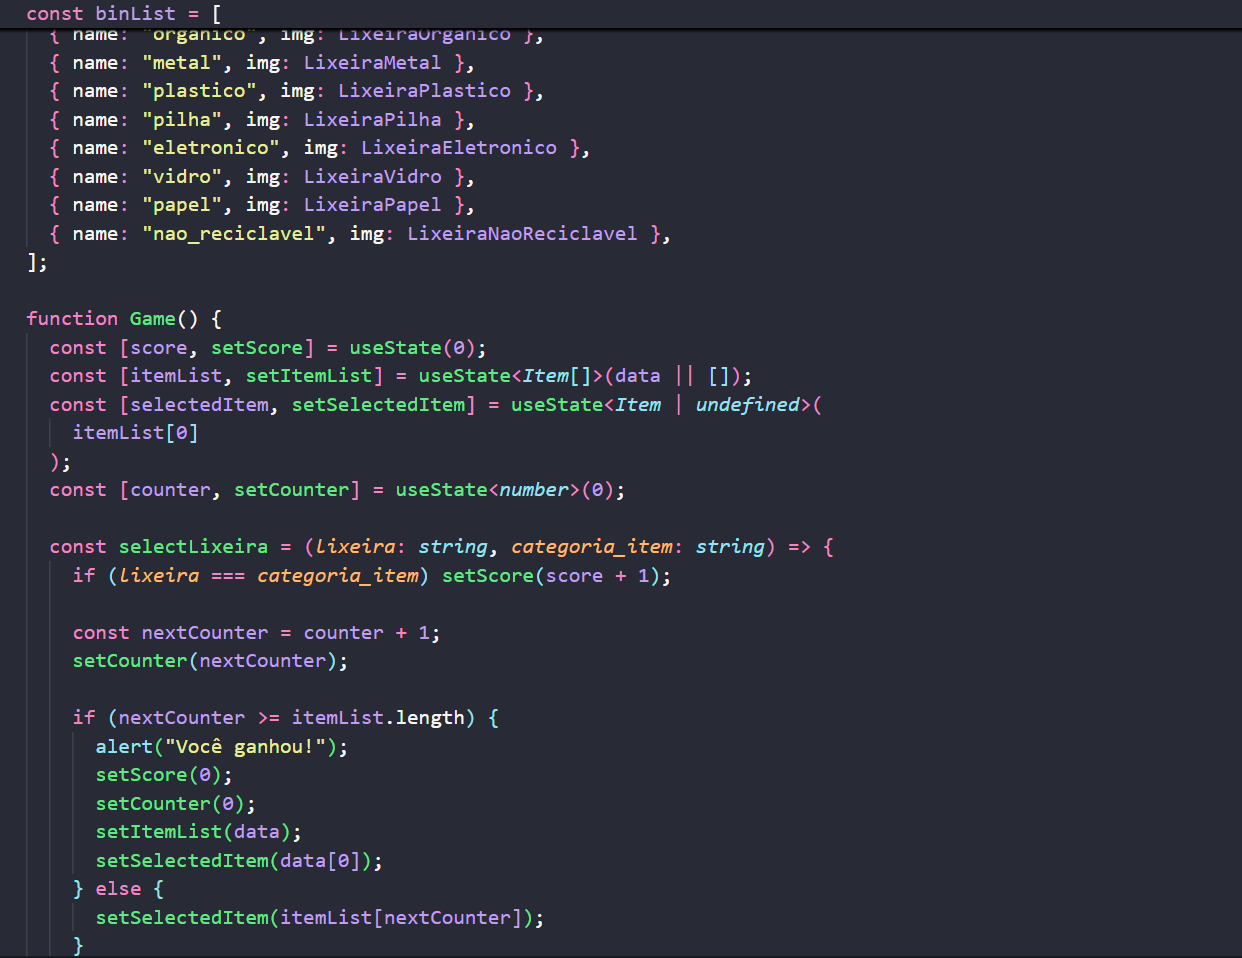 const binList = [
{ name: "organico", img: LixeiraOrganico },
{ name: "metal", img: LixeiraMetal },
{ name: "plastico", img: LixeiraPlastico },
{ name: "pilha", img: LixeiraPilha },
{ name: "eletronico", img: LixeiraEletronico },
{ name: "vidro", img: LixeiraVidro },
{ name: "papel", img: LixeiraPapel },
{ name: "nao_reciclavel", img: LixeiraNaoReciclavel },
];
function Game() {
const [score, setScore] = useState(0);
const [itemList, setItemList] = useState<Item[]>(data || []);
const [selectedItem, setSelectedItem] = useState<Item | undefined>(
itemList[0]
);
const [counter, setCounter] = useState<number>(0);
const selectLixeira = (lixeira: string, categoria_item: string) => {
if (lixeira === categoria_item) setScore(score + 1);
const nextCounter = counter + 1;
setCounter(nextCounter);
if (nextCounter >= itemList.length) {
alert("Você ganhou!");
setScore(0);
setCounter(0);
setItemList(data);
setSelectedItem(data[0]);
} else {
setSelectedItem(itemList[nextCounter]);
}